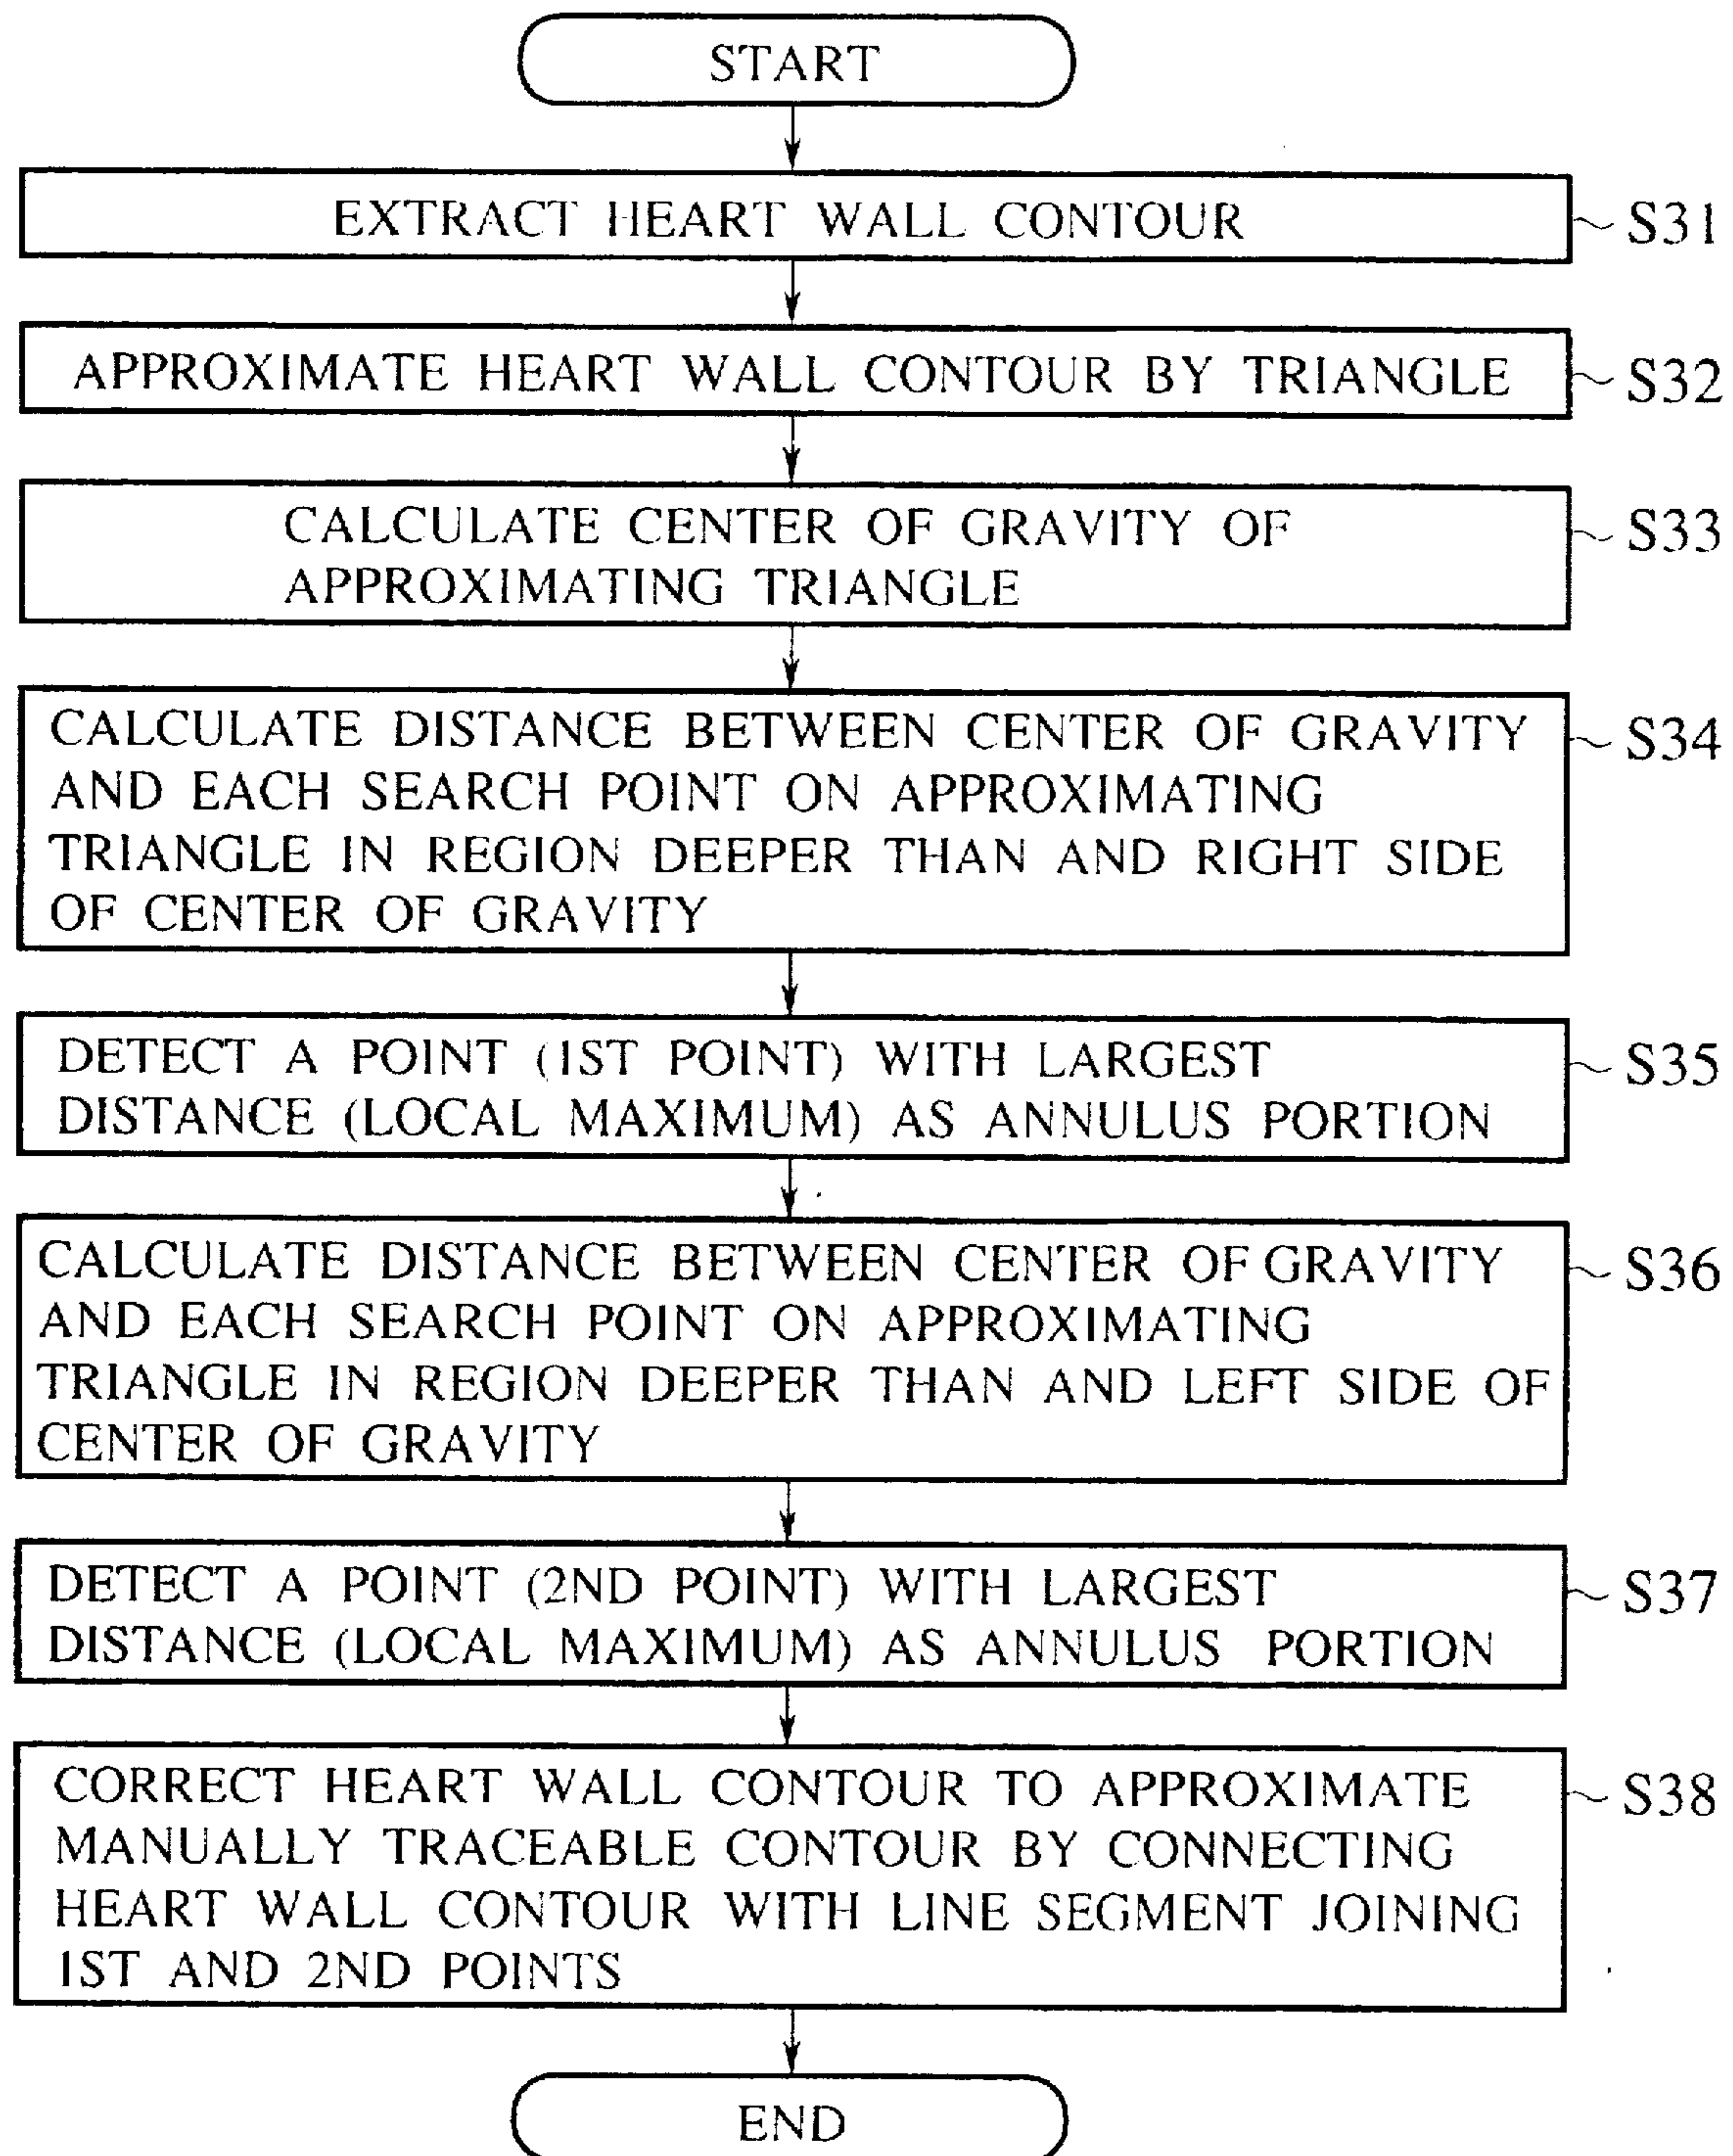 START
EXTRACT HEART WALL CONTOUR
S31
APPROXIMATE HEART WALL CONTOUR BY TRIANGLE
S32
CALCULATE CENTER OF GRAVITY OF
APPROXIMATING TRIANGLE
S33
CALCULATE DISTANCE BETWEEN CENTER OF GRAVITY
AND EACH SEARCH POINT ON APPROXIMATING
TRIANGLE IN REGION DEEPER THAN AND RIGHT SIDE
OF CENTER OF GRAVITY
S34
DETECT A POINT (1ST POINT) WITH LARGEST
DISTANCE (LOCAL MAXIMUM) AS ANNULUS PORTION
S35
CALCULATE DISTANCE BETWEEN CENTER OF GRAVITY
AND EACH SEARCH POINT ON APPROXIMATING
TRIANGLE IN REGION DEEPER THAN AND LEFT SIDE OF
CENTER OF GRAVITY
S36
DETECT A POINT (2ND POINT) WITH LARGEST
DISTANCE (LOCAL MAXIMUM) AS ANNULUS PORTION
S37
CORRECT HEART WALL CONTOUR TO APPROXIMATE
MANUALLY TRACEABLE CONTOUR BY CONNECTING
HEART WALL CONTOUR WITH LINE SEGMENT JOINING
1ST AND 2ND POINTS
S38
END